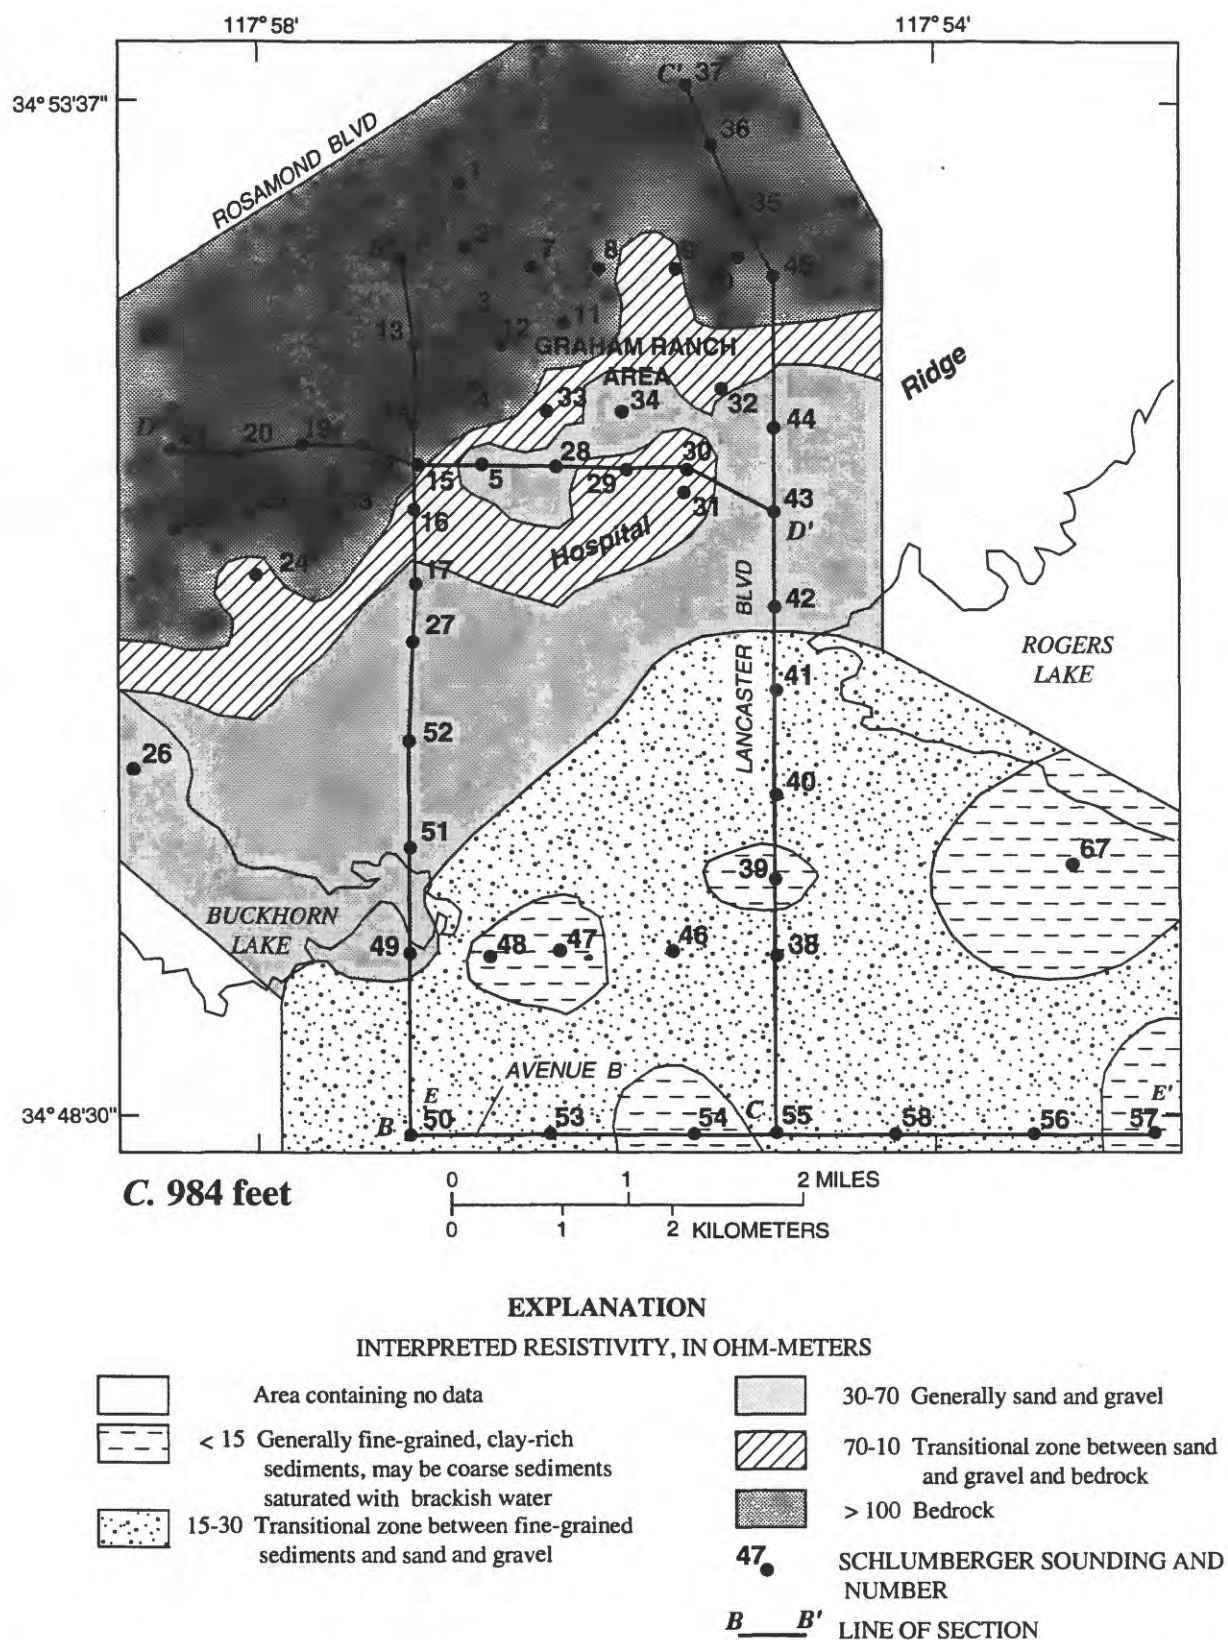 117°58'
117°54'
34°53'37"
C' 37
36
ROSAMOND BLVD
1
35
2
7
8
9
10
45
3
11
13
12
GRAHAM RANCH
AREA
Ridge
4
33
34
32
14
44
D
21
20
19
28
30
15
5
29
31
43
D'
16
Hospital
24
17
BLVD
42
27
ROGERS
LAKE
LANCASTER
41
52
26
40
51
67
39
BUCKHORN
LAKE
49
48
47
46
38
AVENUE B
34°48'30"
E
E'
B
50
53
54
C
55
58
56
57
C. 984 feet
0 1 2 MILES
0 1 2 KILOMETERS
EXPLANATION
INTERPRETED RESISTIVITY, IN OHM-METERS
Area containing no data
< 15 Generally fine-grained, clay-rich
sediments, may be coarse sediments
saturated with brackish water
15-30 Transitional zone between fine-grained
sediments and sand and gravel
30-70 Generally sand and gravel
70-10 Transitional zone between sand
and gravel and bedrock
> 100 Bedrock
47 SCHLUMBERGER SOUNDING AND
NUMBER
B B' LINE OF SECTION